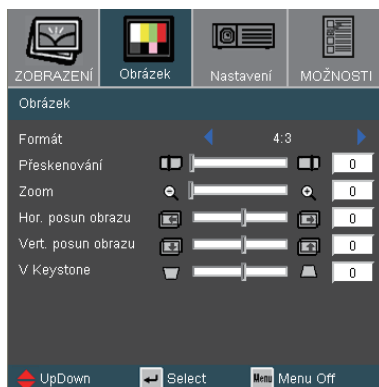 ZOBRAZENÍ Obrázek Nastavení MOŽNOSTI
Obrázek
Formát 4:3
Přeskenování 0
Zoom 0
Hor. posun obrazu 0
Vert. posun obrazu 0
V Keystone 0
UpDown Select Menu Menu Off